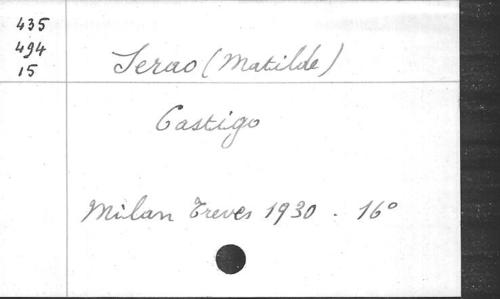 435
494
15
Serao (Matilde)
Castigo
Milan Treves 1930 - 16°